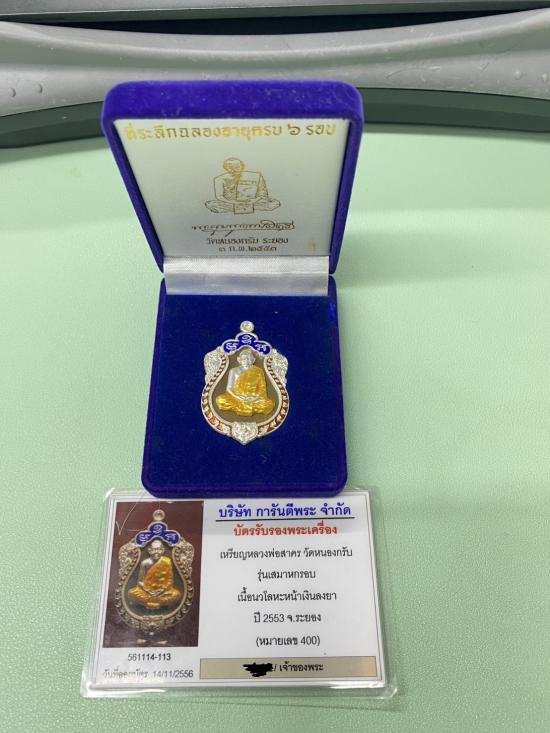 ที่ระลึกฉลองอายุครบ ๖ รอบ
วัดหนองกรับ ระยอง
๓ ก.พ.๒๕๕๓
บริษัท การันตีพระ จำกัด
บัตรรับรองพระเครื่อง
เหรียญหลวงพ่อสาคร วัดหนองกรับ
รุ่นเสมาหกรอบ
เนื้อนวโลหะหน้าเงินลงยา
ปี 2553 จ.ระยอง
(หมายเลข 400)
561114-113
วันที่ออกบัตร 14/11/2556
/ เจ้าของพระ